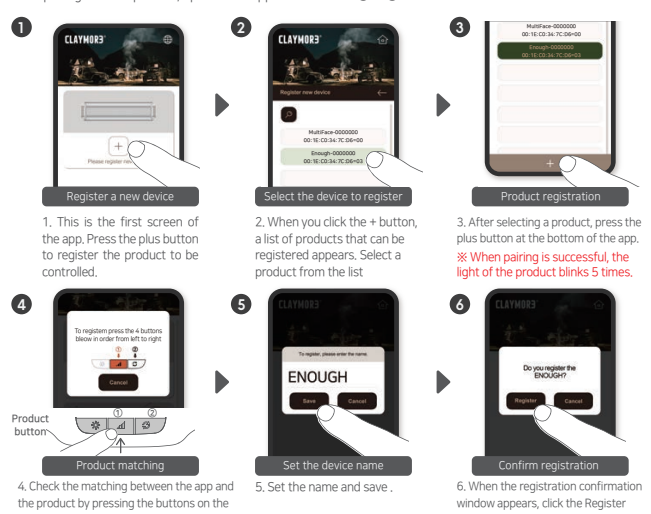 1
CLAYMOR3
Please register new
Register a new device
1. This is the first screen of
the app. Press the plus button
to register the product to be
controlled.
2
CLAYMOR3
Register new device
MultiFace-0000000
00:1E:C0:34:7C:D6=00
Enough-0000000
00:1E:C0:34:7C:D6=03
Select the device to register
2. When you click the + button,
a list of products that can be
registered appears. Select a
product from the list
3
MultiFace-0000000
00:1E:C0:34:7C:D6=00
Enough-0000000
00:1E:C0:34:7C:D6=03
+
Product registration
3. After selecting a product, press the
plus button at the bottom of the app.
※ When pairing is successful, the
light of the product blinks 5 times.
4
To registem press the 4 buttons
bleow in order from left to right
① ②
Cancel
Product
button
① ②
Product matching
4. Check the matching between the app and
the product by pressing the buttons on the
5
CLAYMOR3
To register, please enter the name.
ENOUGH
Save Cancel
Set the device name
5. Set the name and save .
6
CLAYMOR3
Do you register the
ENOUGH?
Register Cancel
Confirm registration
6. When the registration confirmation
window appears, click the Register